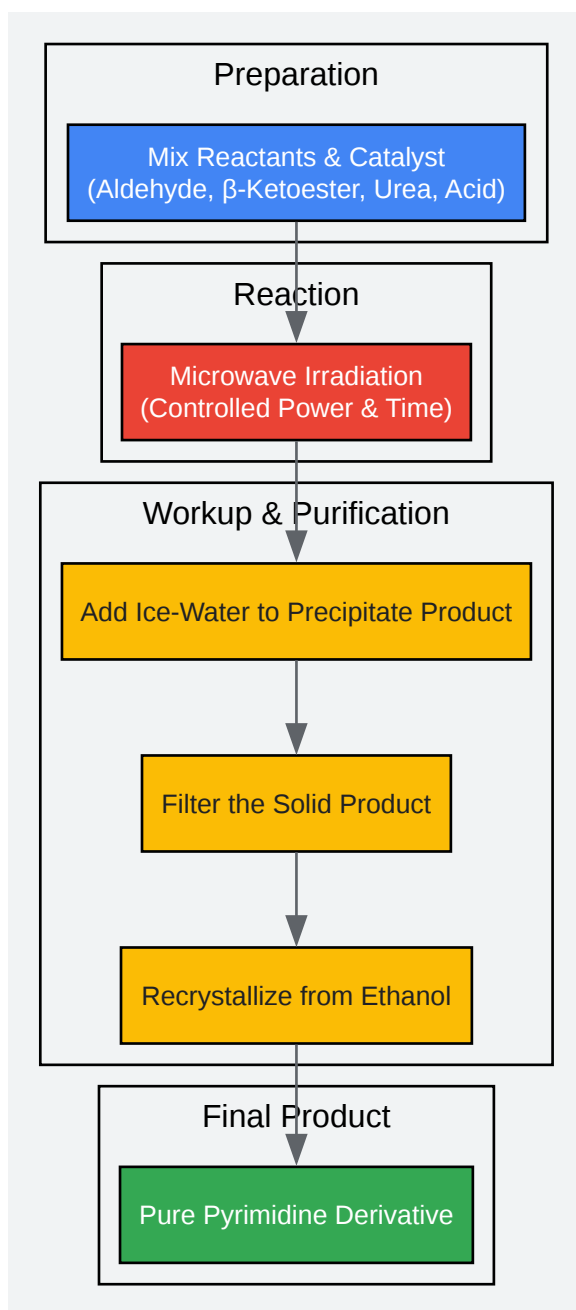 Preparation
Mix Reactants & Catalyst
(Aldehyde, β-Ketoester, Urea, Acid)
Reaction
Microwave Irradiation
(Controlled Power & Time)
Workup & Purification
Add Ice-Water to Precipitate Product
Filter the Solid Product
Recrystallize from Ethanol
Final Product
Pure Pyrimidine Derivative